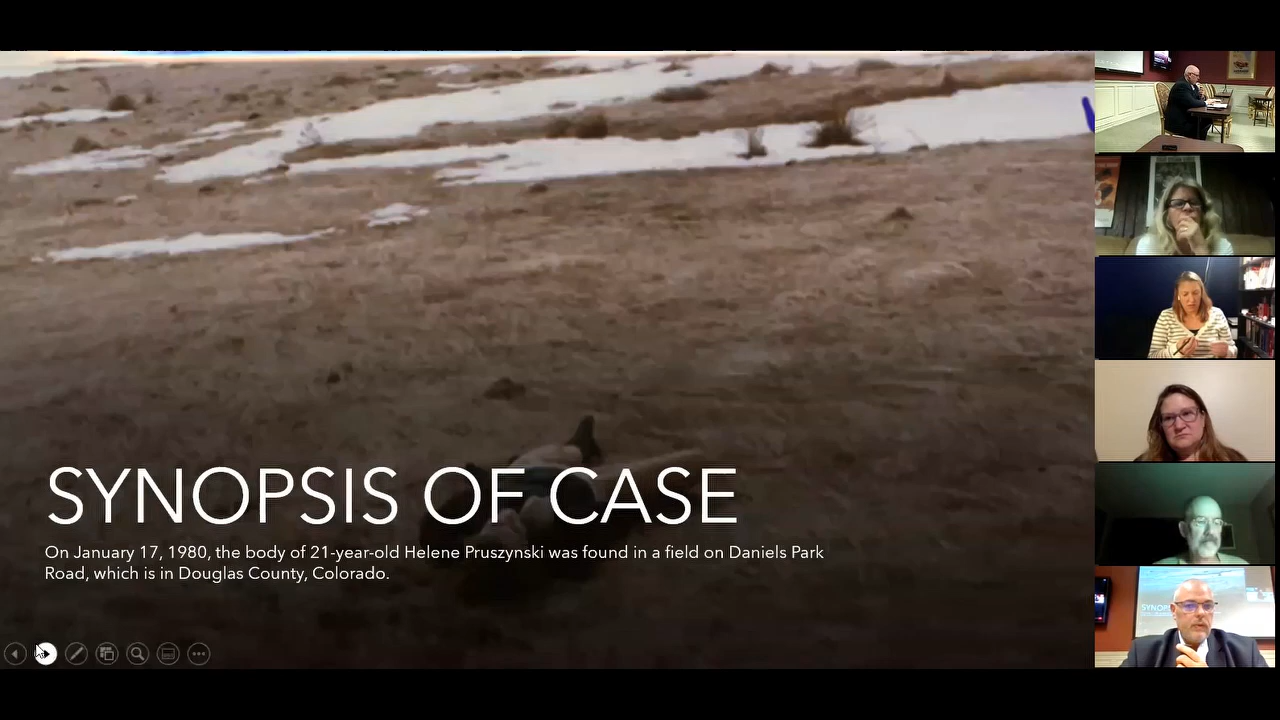 SYNOPSIS OF CASE
On January 17, 1980, the body of 21-year-old Helene Pruszynski was found in a field on Daniels Park
Road, which is in Douglas County, Colorado.
SYNOP